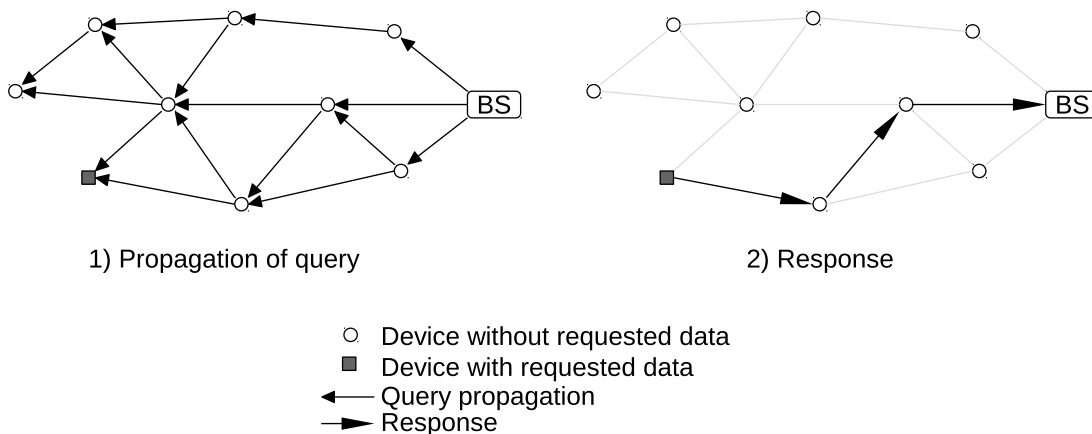 BS
BS
1) Propagation of query
2) Response
Device without requested data
Device with requested data
Query propagation
Response